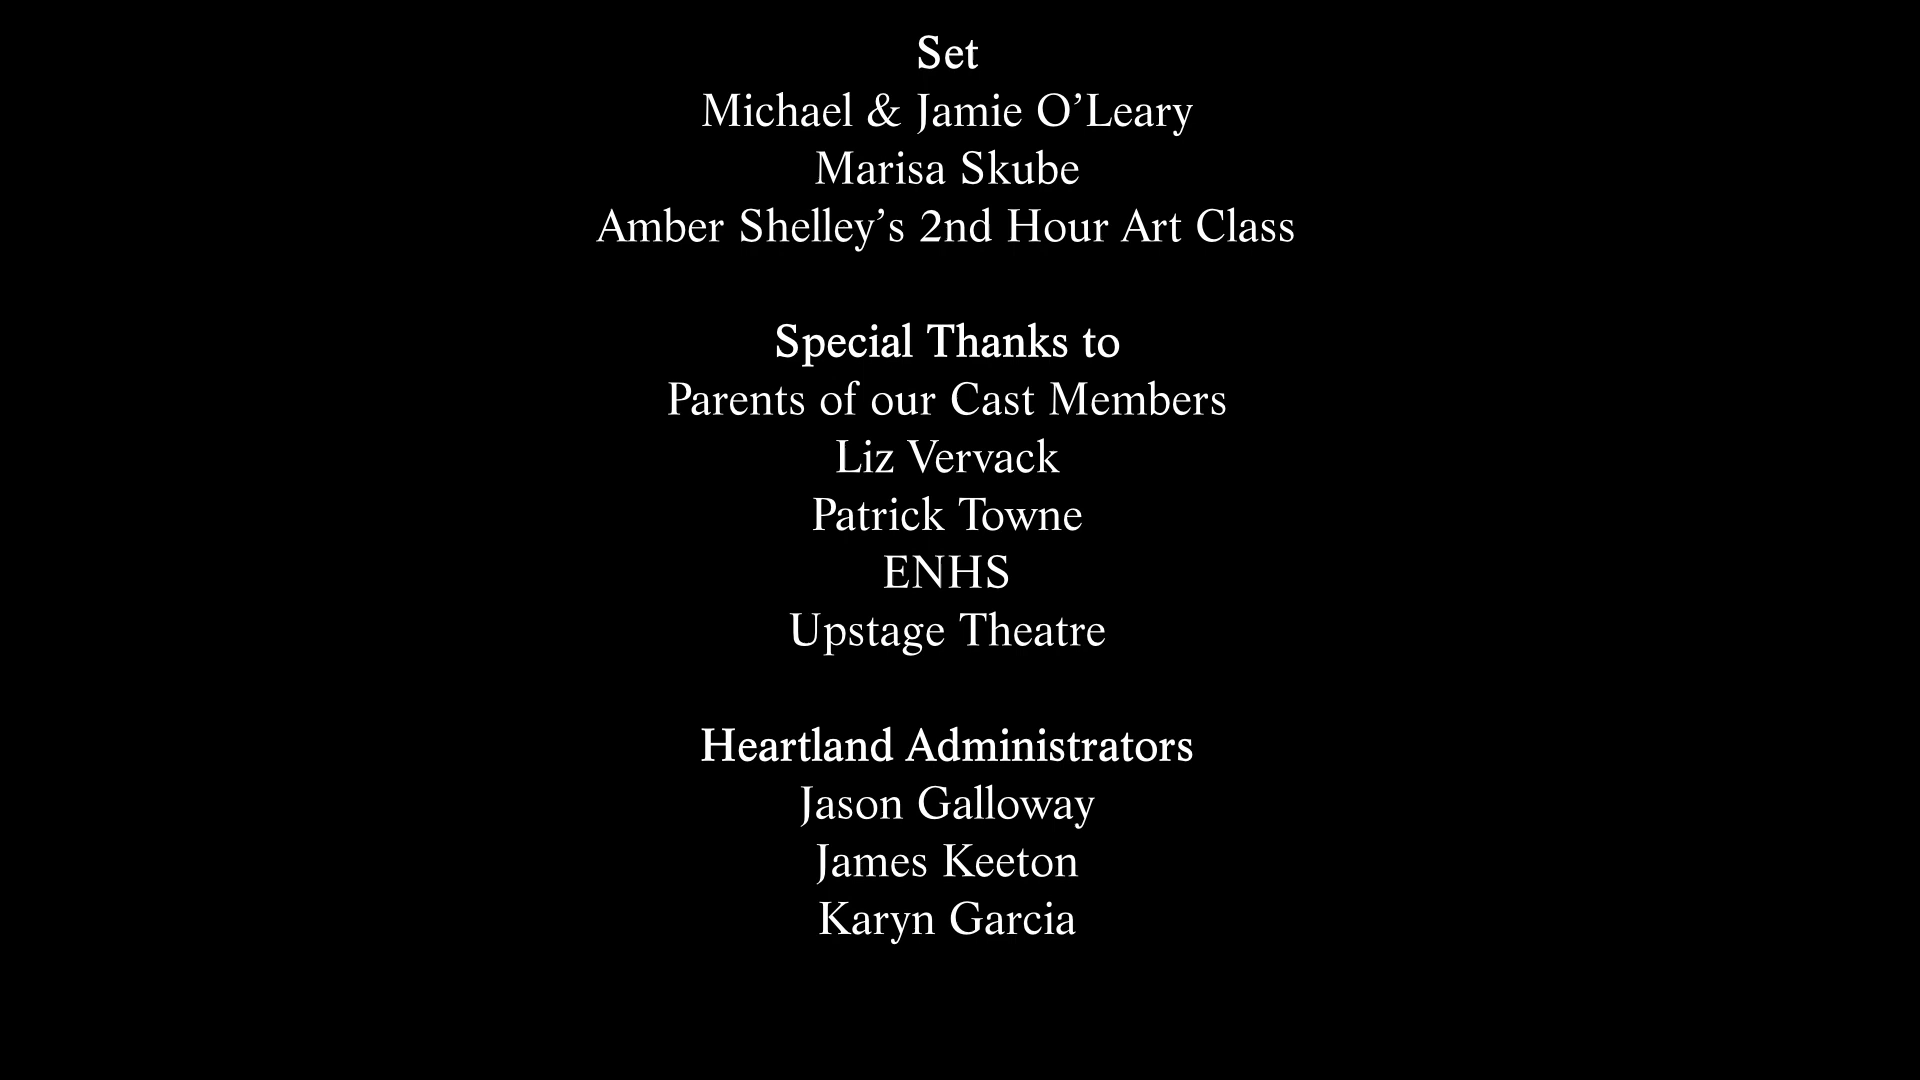 Set
Michael & Jamie O’Leary
Marisa Skube
Amber Shelley’s 2nd Hour Art Class
Special Thanks to
Parents of our Cast Members
Liz Vervack
Patrick Towne
ENHS
Upstage Theatre
Heartland Administrators
Jason Galloway
James Keeton
Karyn Garcia